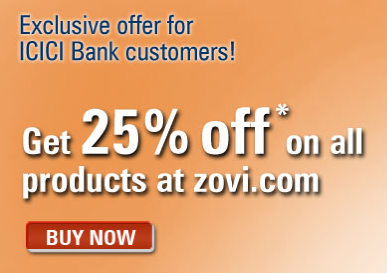 Exclusive offer for
ICICI Bank customers!
Get 25% off* on all
products at zovi.com
BUY NOW